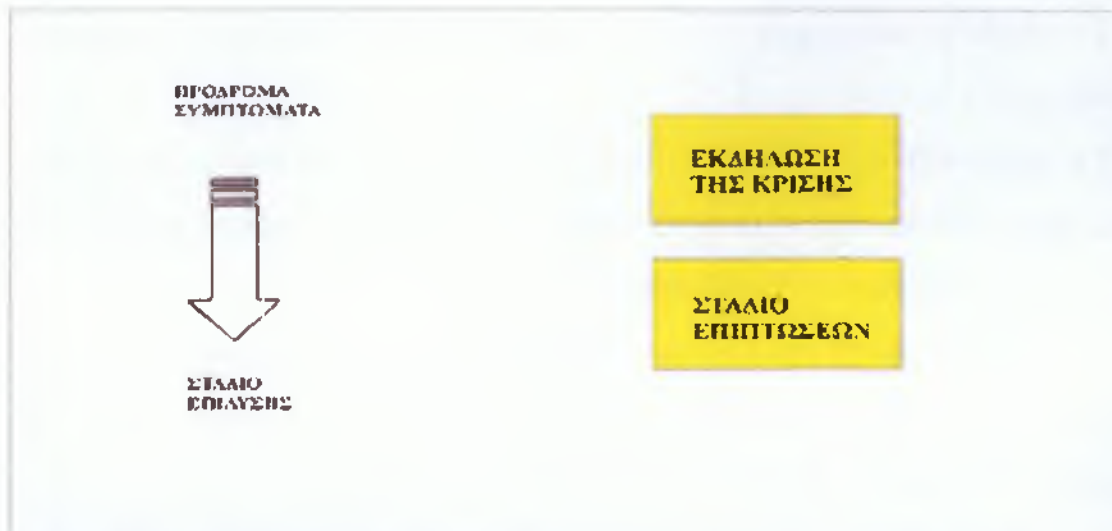 ΠΡΟΔΡΟΜΑ
ΣΥΜΠΤΩΜΑΤΑ
ΣΤΑΔΙΟ
ΕΠΙΛΥΣΗΣ
ΕΚΔΗΛΩΣΗ
ΤΗΣ ΚΡΙΣΗΣ
ΣΤΑΔΙΟ
ΕΠΙΠΤΩΣΕΩΝ